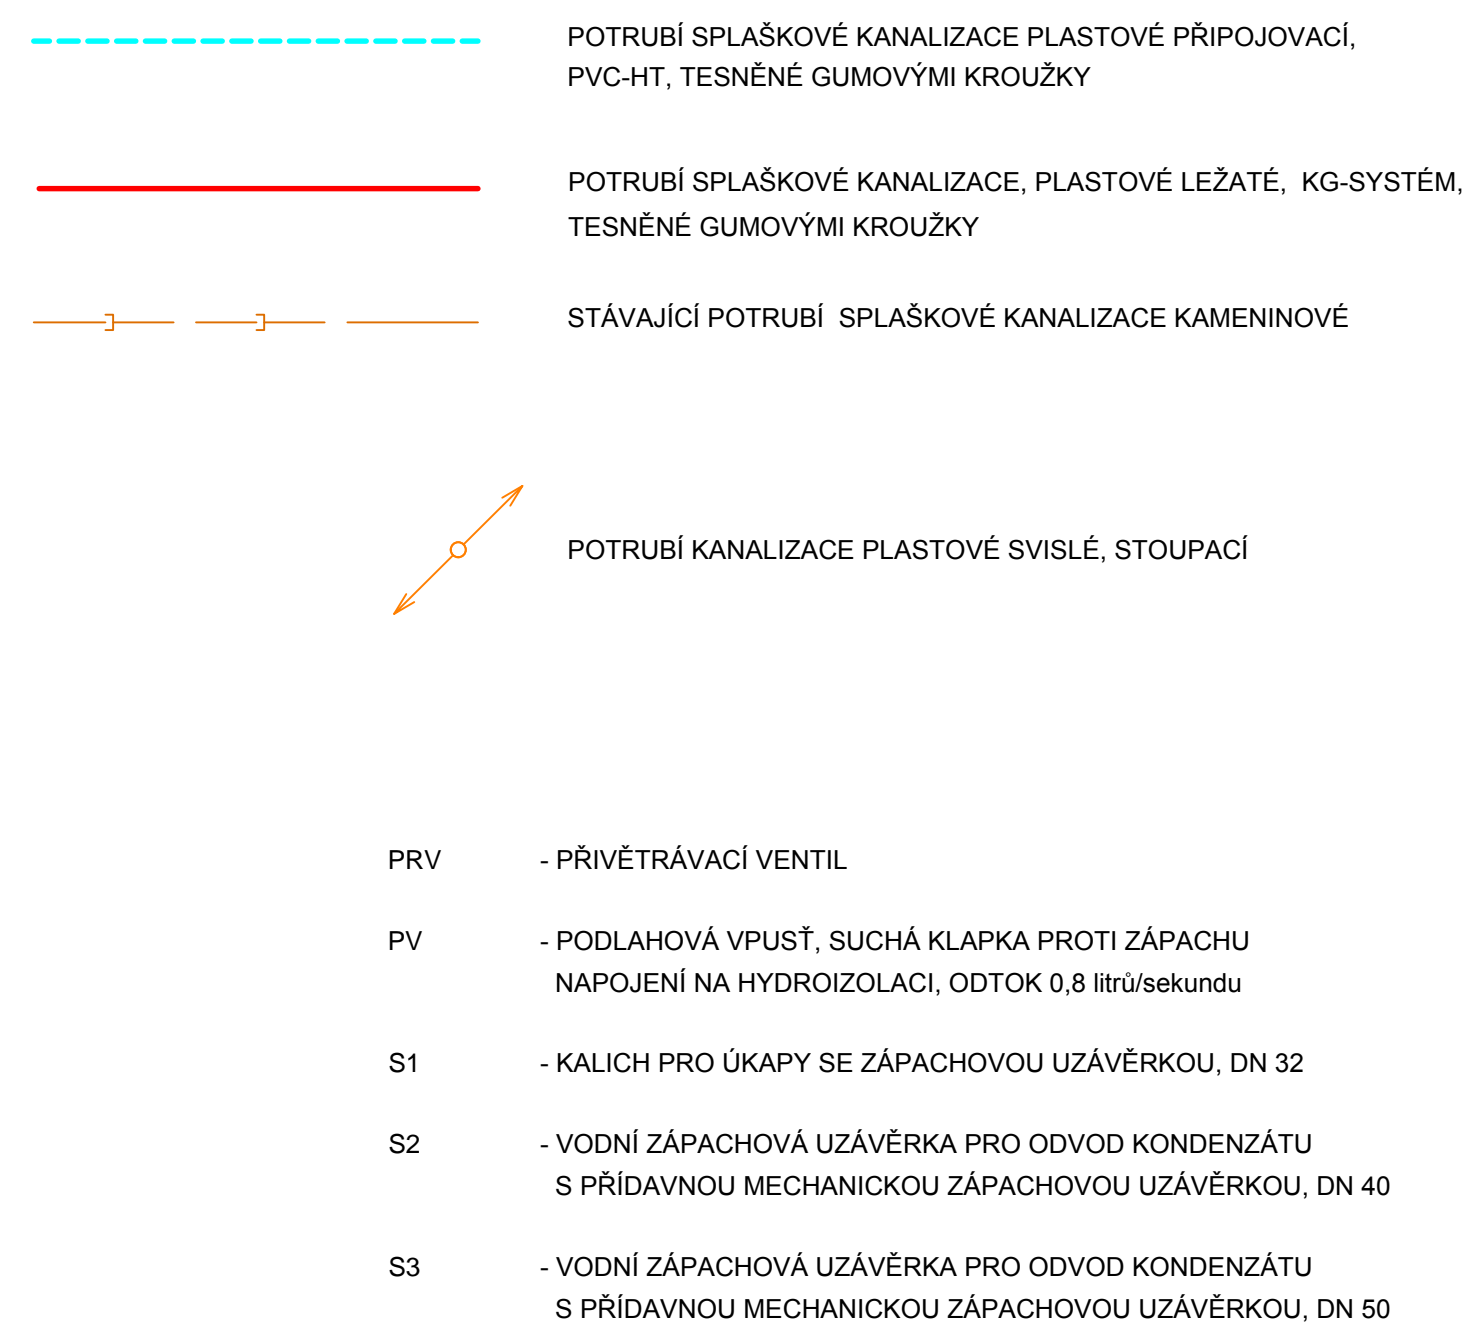 POTRUBÍ SPLAŠKOVÉ KANALIZACE PLASTOVÉ PŘIPOJOVACÍ,
PVC-HT, TESNĚNÉ GUMOVÝMI KROUŽKY
POTRUBÍ SPLAŠKOVÉ KANALIZACE, PLASTOVÉ LEŽATÉ, KG-SYSTÉM,
TESNĚNÉ GUMOVÝMI KROUŽKY
STÁVAJÍCÍ POTRUBÍ SPLAŠKOVÉ KANALIZACE KAMENINOVÉ
POTRUBÍ KANALIZACE PLASTOVÉ SVISLÉ, STOUPACÍ
PRV - PŘIVĚTRÁVACÍ VENTIL
PV - PODLAHOVÁ VPUSŤ, SUCHÁ KLAPKA PROTI ZÁPACHU
NAPOJENÍ NA HYDROIZOLACI, ODTOK 0,8 litrů/sekundu
S1 - KALICH PRO ÚKAPY SE ZÁPACHOVOU UZÁVĚRKOU, DN 32
S2 - VODNÍ ZÁPACHOVÁ UZÁVĚRKA PRO ODVOD KONDENZÁTU
S PŘÍDAVNOU MECHANICKOU ZÁPACHOVOU UZÁVĚRKOU, DN 40
S3 - VODNÍ ZÁPACHOVÁ UZÁVĚRKA PRO ODVOD KONDENZÁTU
S PŘÍDAVNOU MECHANICKOU ZÁPACHOVOU UZÁVĚRKOU, DN 50